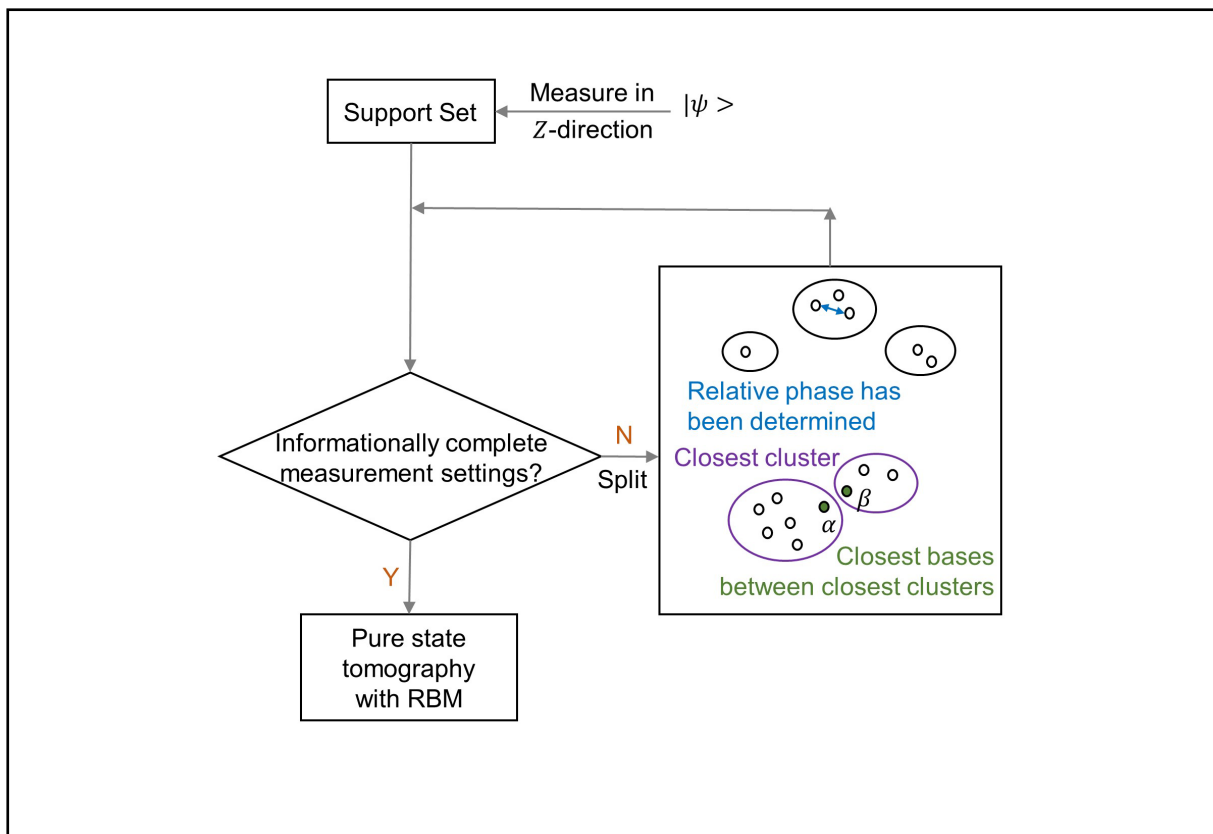 Support Set
Measure in
Z-direction
|ψ >
Informationally complete
measurement settings?
N
Split
Relative phase has
been determined
Closest cluster
β
α
Closest bases
between closest clusters
Y
Pure state
tomography
with RBM